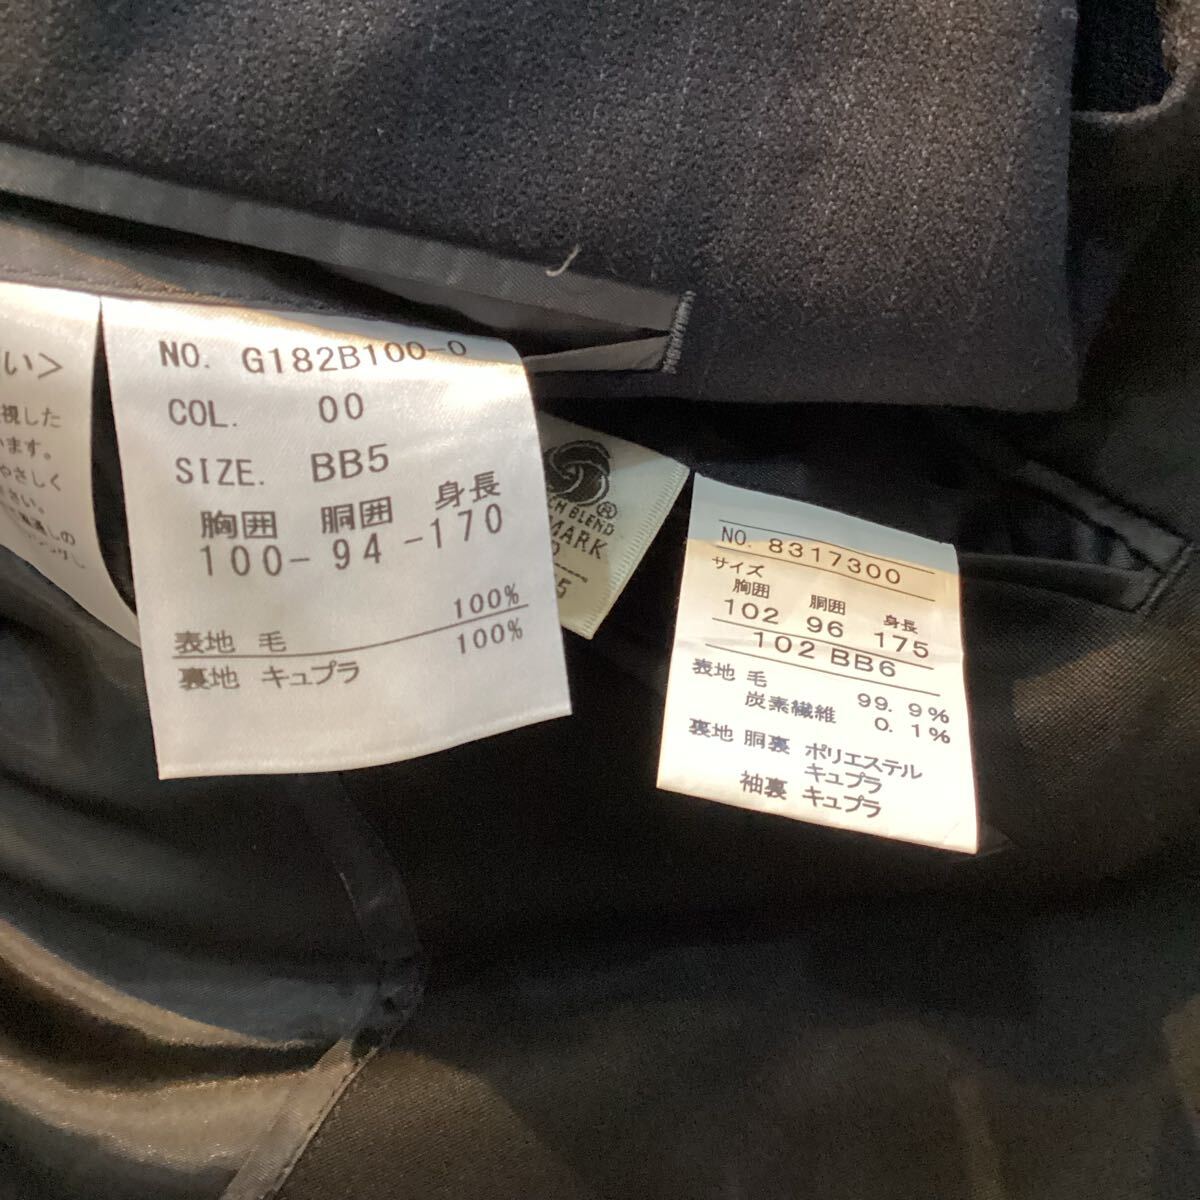 い>
視した
います。
やさしく
さい。
NO. G182B100-0
COL. 00
SIZE. BB5
胸囲 胴囲 身長
100-94-170
表地 毛 100%
裏地 キュプラ 100%
CH BLEND
MARK
NO. 8317300
サイズ
胸囲 胴囲 身長
102 96 175
102 BB6
表地 毛 99.9%
炭素繊維 0.1%
裏地 胴裏 ポリエステル
キュプラ
袖裏 キュプラ